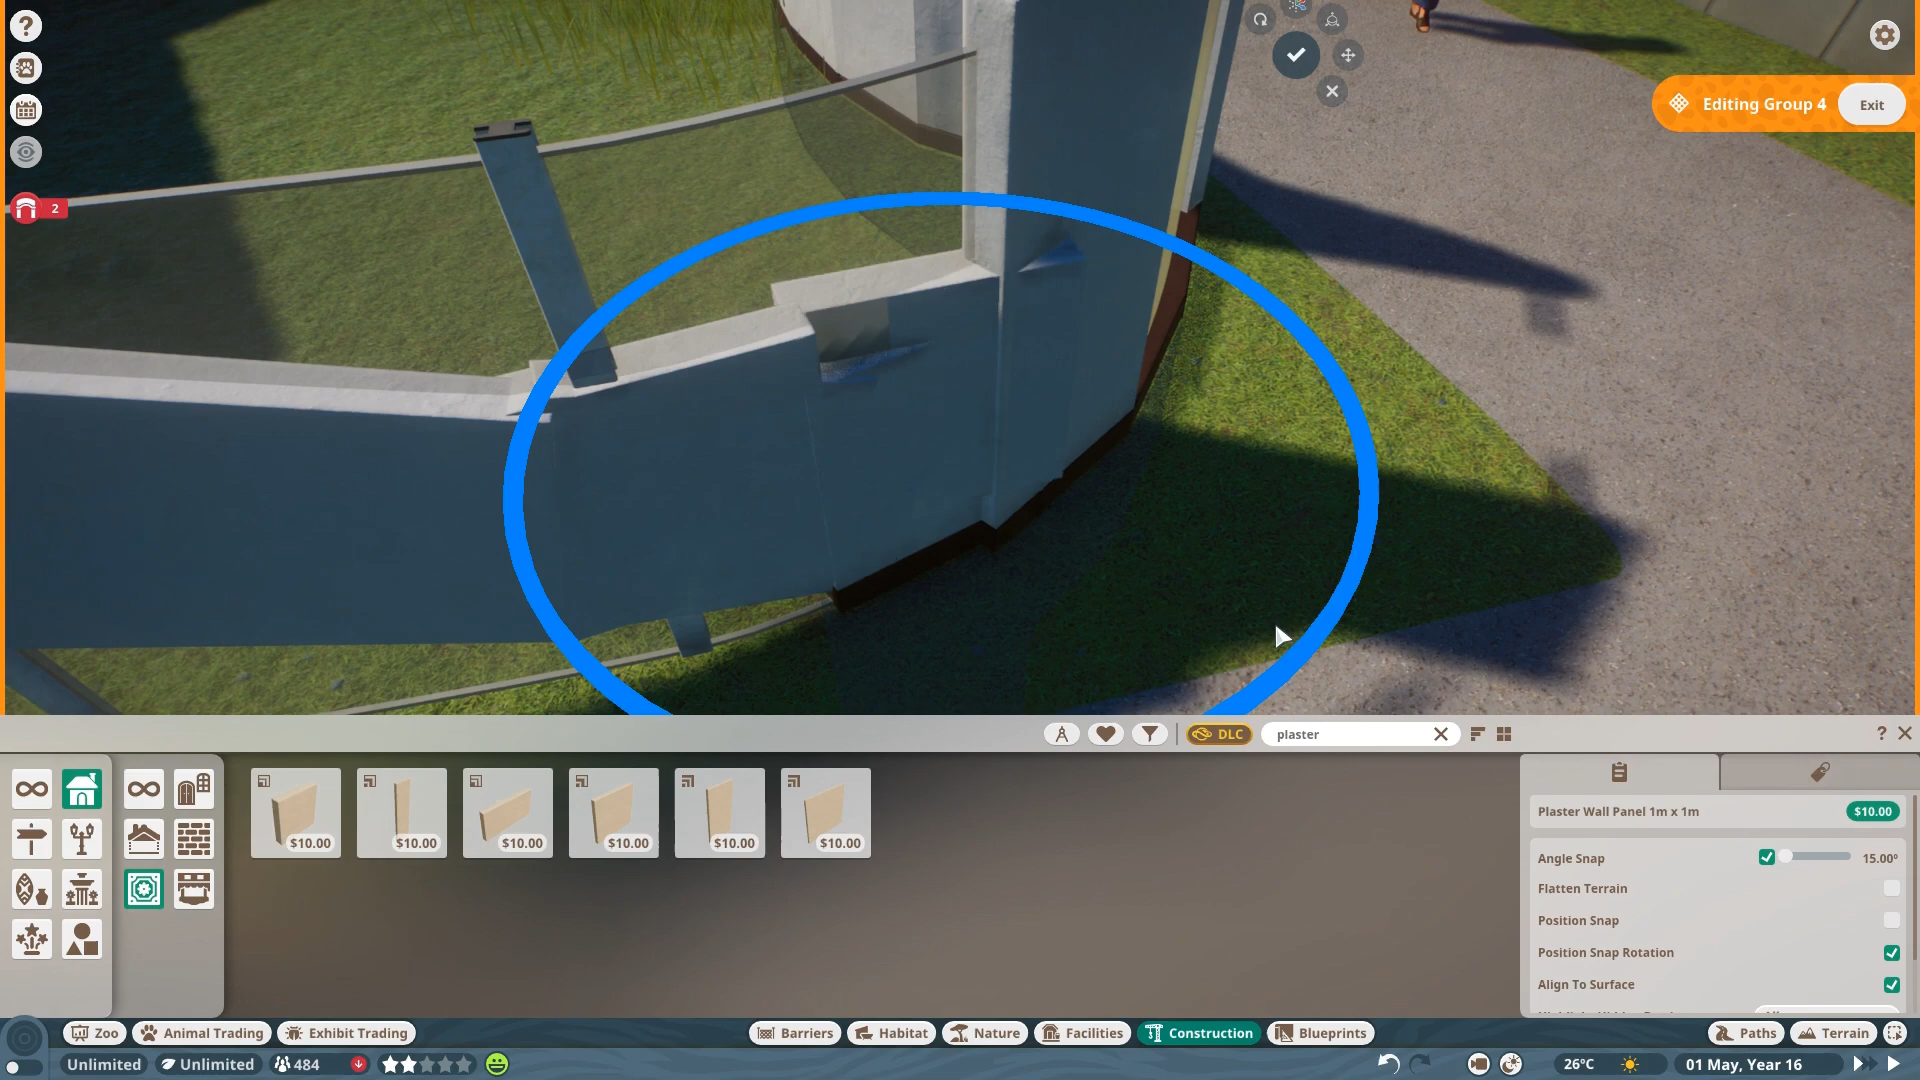 ?
Editing Group 4 Exit
2
DLC plaster ?
$10.00 $10.00 $10.00 $10.00 $10.00 $10.00
Plaster Wall Panel 1m x 1m $10.00
Angle Snap 15.00°
Flatten Terrain
Position Snap
Position Snap Rotation
Align To Surface
Zoo Animal Trading Exhibit Trading Barriers Habitat Nature Facilities Construction Blueprints Paths Terrain
Unlimited Unlimited 484 26°C 01 May, Year 16